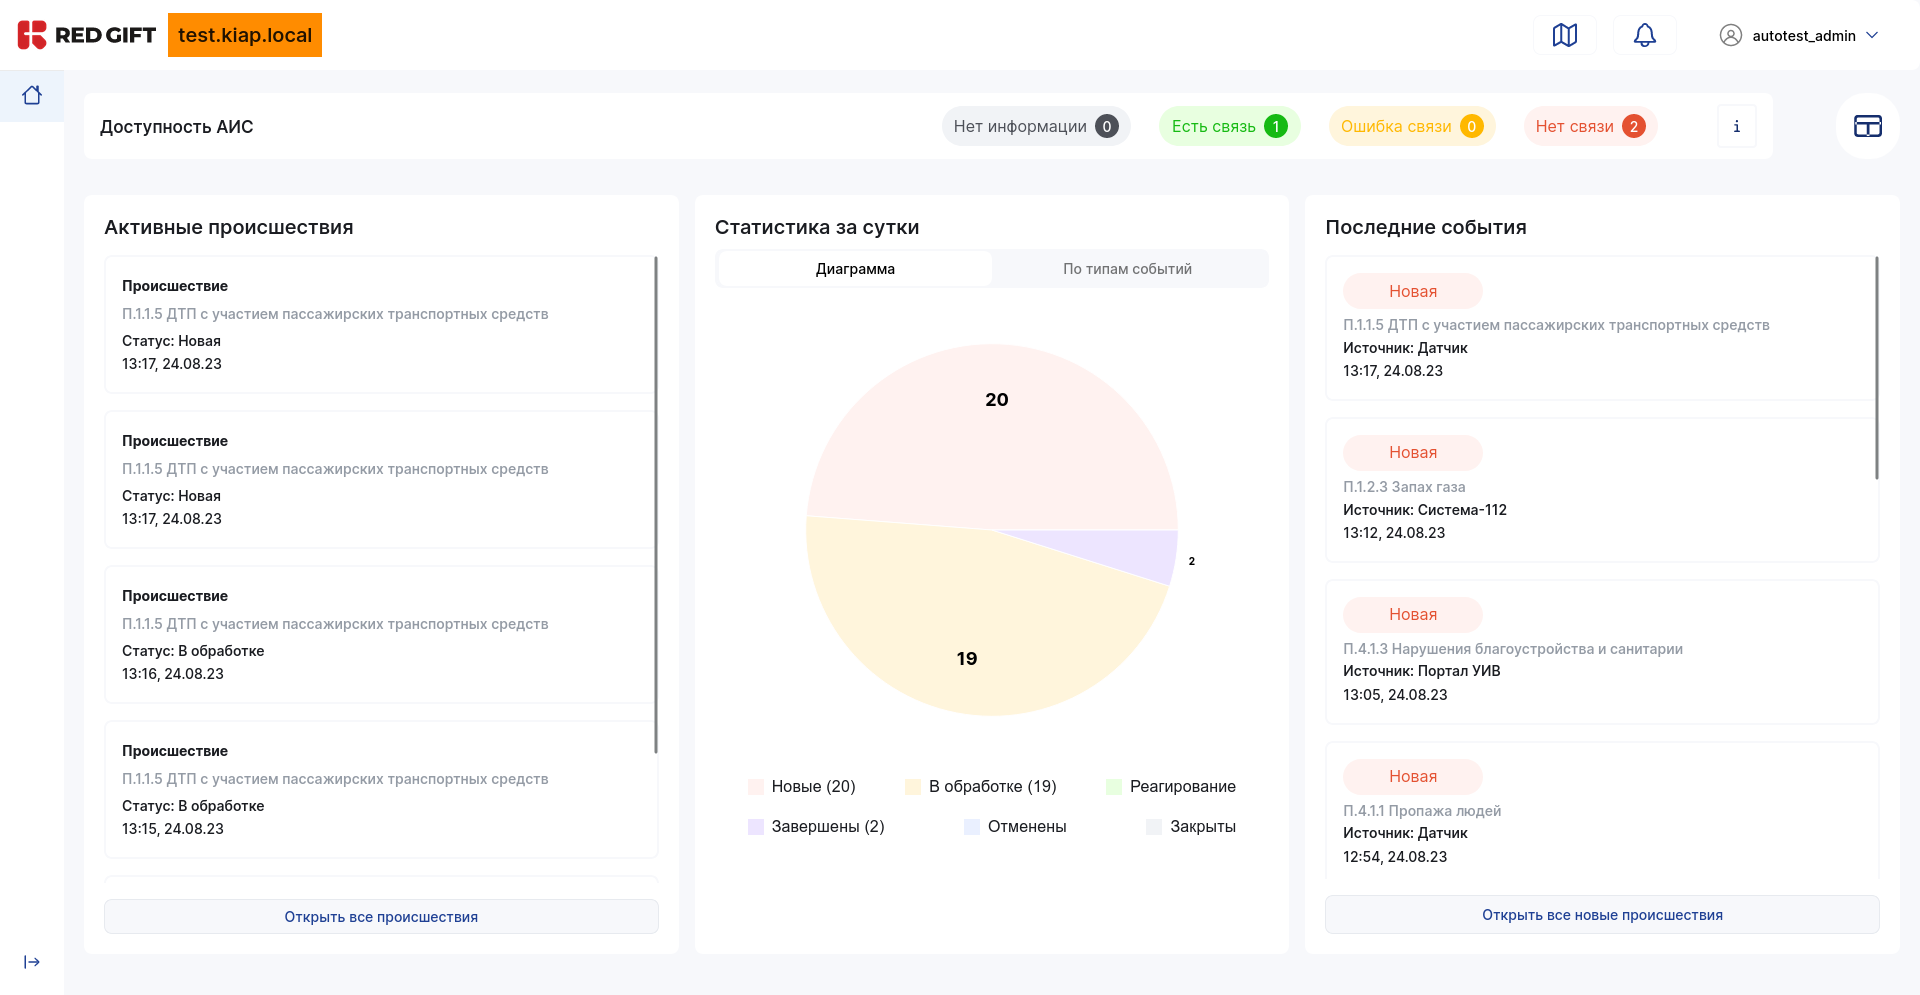 RED GIFT
test.kiap.local
autotest_admin
Доступность АИС
Нет информации 0
Есть связь 1
Ошибка связи 0
Нет связи 2
i
Активные происшествия
Происшествие
П.1.1.5 ДТП с участием пассажирских транспортных средств
Статус: Новая
13:17, 24.08.23
Происшествие
П.1.1.5 ДТП с участием пассажирских транспортных средств
Статус: Новая
13:17, 24.08.23
Происшествие
П.1.1.5 ДТП с участием пассажирских транспортных средств
Статус: В обработке
13:16, 24.08.23
Происшествие
П.1.1.5 ДТП с участием пассажирских транспортных средств
Статус: В обработке
13:15, 24.08.23
Открыть все происшествия
Статистика за сутки
Диаграмма
По типам событий
20
2
19
Новые (20)
В обработке (19)
Реагирование
Завершены (2)
Отменены
Закрыты
Последние события
Новая
П.1.1.5 ДТП с участием пассажирских транспортных средств
Источник: Датчик
13:17, 24.08.23
Новая
П.1.2.3 Запах газа
Источник: Система-112
13:12, 24.08.23
Новая
П.4.1.3 Нарушения благоустройства и санитарии
Источник: Портал УИВ
13:05, 24.08.23
Новая
П.4.1.1 Пропажа людей
Источник: Датчик
12:54, 24.08.23
Открыть все новые происшествия